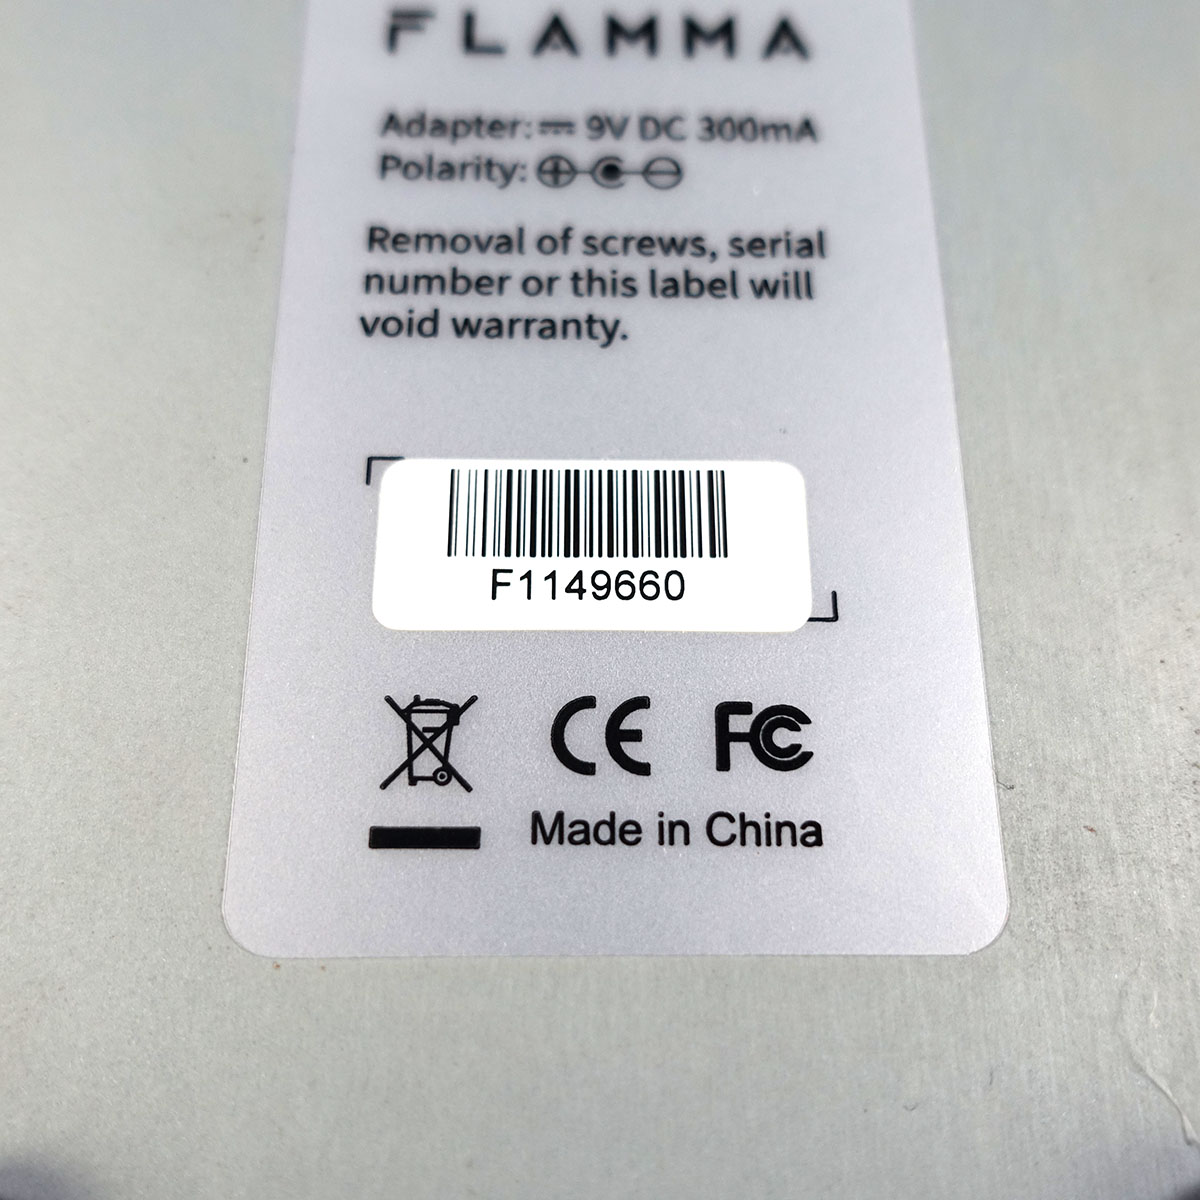 FLAMMA
Adapter: ⎓ 9V DC 300mA
Polarity:
Removal of screws, serial
number or this label will
void warranty.
F1149660
CE FC
Made in China